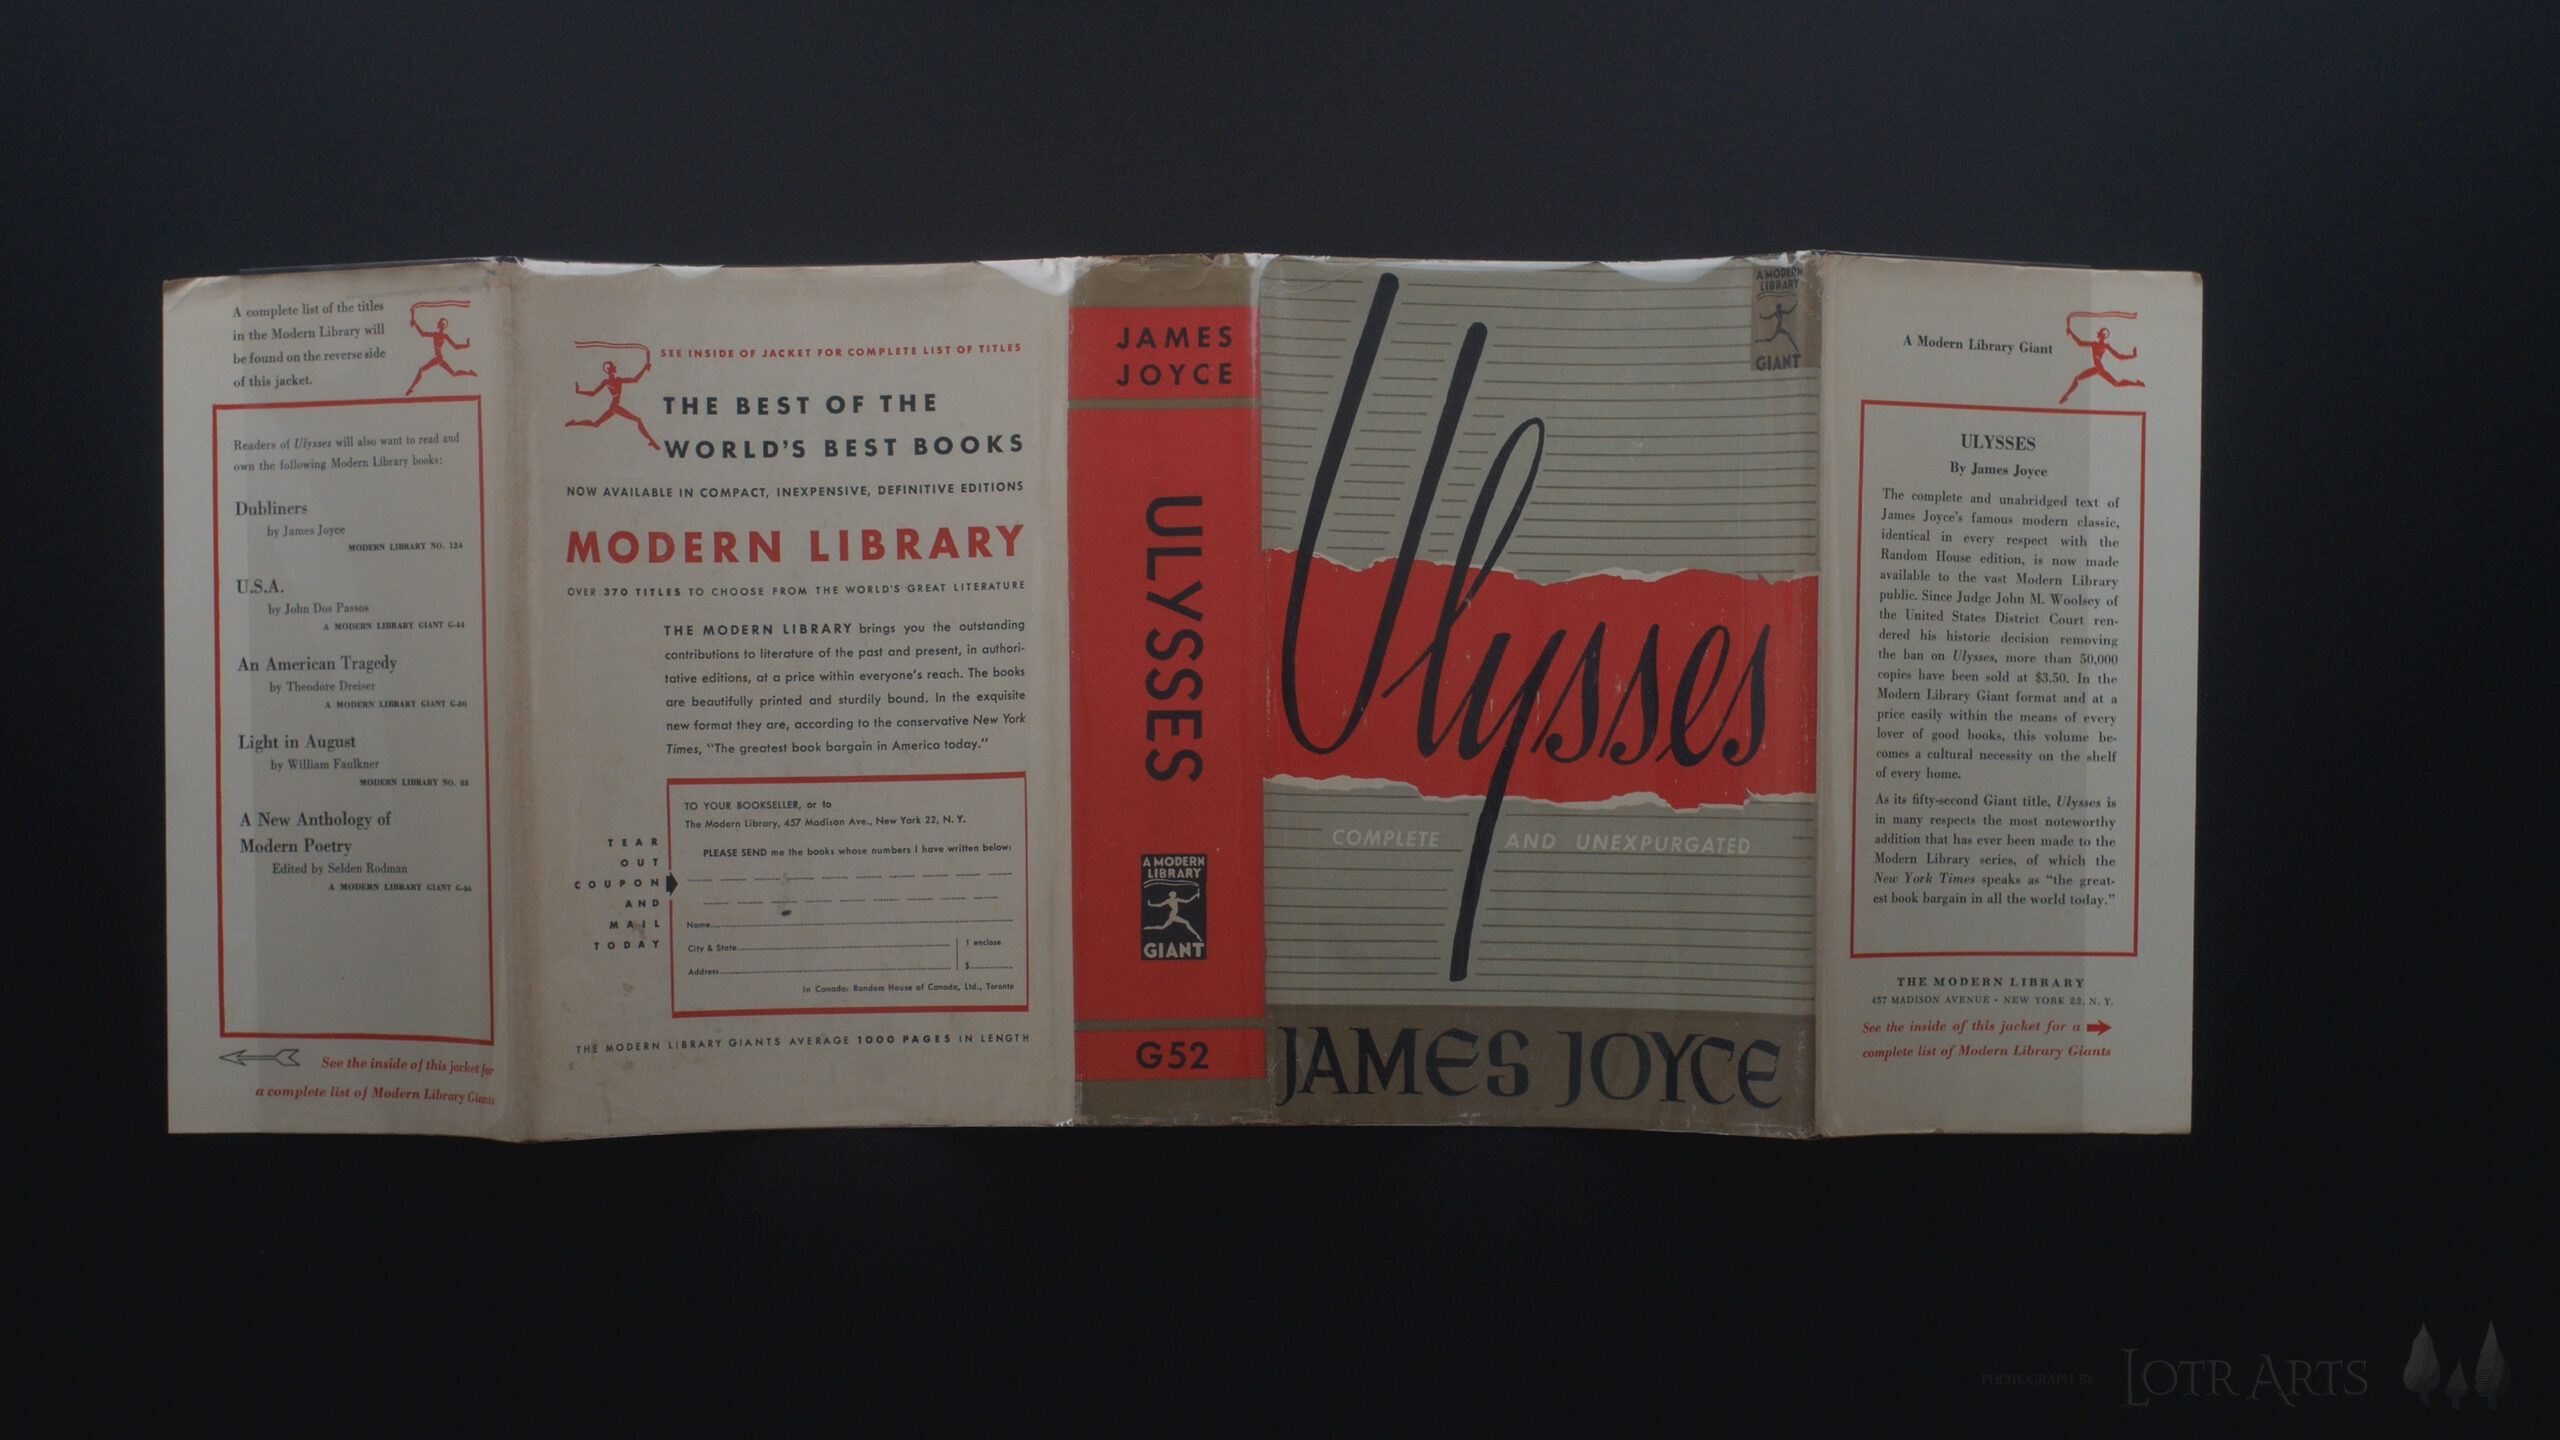 A complete list of the titles
in the Modern Library will
be found on the reverse side
of this jacket.
Readers of Ulysses will also want to read and
own the following Modern Library books:
Dubliners
by James Joyce
MODERN LIBRARY NO. 124
U.S.A.
by John Dos Passos
A MODERN LIBRARY GIANT G-44
An American Tragedy
by Theodore Dreiser
A MODERN LIBRARY GIANT G-80
Light in August
by William Faulkner
MODERN LIBRARY NO. 88
A New Anthology of
Modern Poetry
Edited by Selden Rodman
A MODERN LIBRARY GIANT G-46
See the inside of this jacket for
a complete list of Modern Library Giants
SEE INSIDE OF JACKET FOR COMPLETE LIST OF TITLES
THE BEST OF THE
WORLD'S BEST BOOKS
NOW AVAILABLE IN COMPACT, INEXPENSIVE, DEFINITIVE EDITIONS
MODERN LIBRARY
OVER 370 TITLES TO CHOOSE FROM THE WORLD'S GREAT LITERATURE
THE MODERN LIBRARY brings you the outstanding
contributions to literature of the past and present, in authori-
tative editions, at a price within everyone's reach. The books
are beautifully printed and sturdily bound. In the exquisite
new format they are, according to the conservative New York
Times, "The greatest book bargain in America today."
TEAR
OUT
COUPON
AND
MAIL
TODAY
TO YOUR BOOKSELLER, or to
The Modern Library, 457 Madison Ave., New York 22, N. Y.
PLEASE SEND me the books whose numbers I have written below:
Name
City & State
I enclose
Address
$
In Canada: Random House of Canada, Ltd., Toronto
THE MODERN LIBRARY GIANTS AVERAGE 1000 PAGES IN LENGTH
JAMES
JOYCE
ULYSSES
A MODERN
LIBRARY
GIANT
G52
A MODERN
LIBRARY
GIANT
Ulysses
COMPLETE AND UNEXPURGATED
JAMES JOYCE
A Modern Library Giant
ULYSSES
By James Joyce
The complete and unabridged text of
James Joyce's famous modern classic,
identical in every respect with the
Random House edition, is now made
available to the vast Modern Library
public. Since Judge John M. Woolsey of
the United States District Court ren-
dered his historic decision removing
the ban on Ulysses, more than 50,000
copies have been sold at $3.50. In the
Modern Library Giant format and at a
price easily within the means of every
lover of good books, this volume be-
comes a cultural necessity on the shelf
of every home.
As its fifty-second Giant title, Ulysses is
in many respects the most noteworthy
addition that has ever been made to the
Modern Library series, of which the
New York Times speaks as "the great-
est book bargain in all the world today."
THE MODERN LIBRARY
457 MADISON AVENUE • NEW YORK 22, N. Y.
See the inside of this jacket for a
complete list of Modern Library Giants
PHOTOGRAPH BY LOTR ARTS